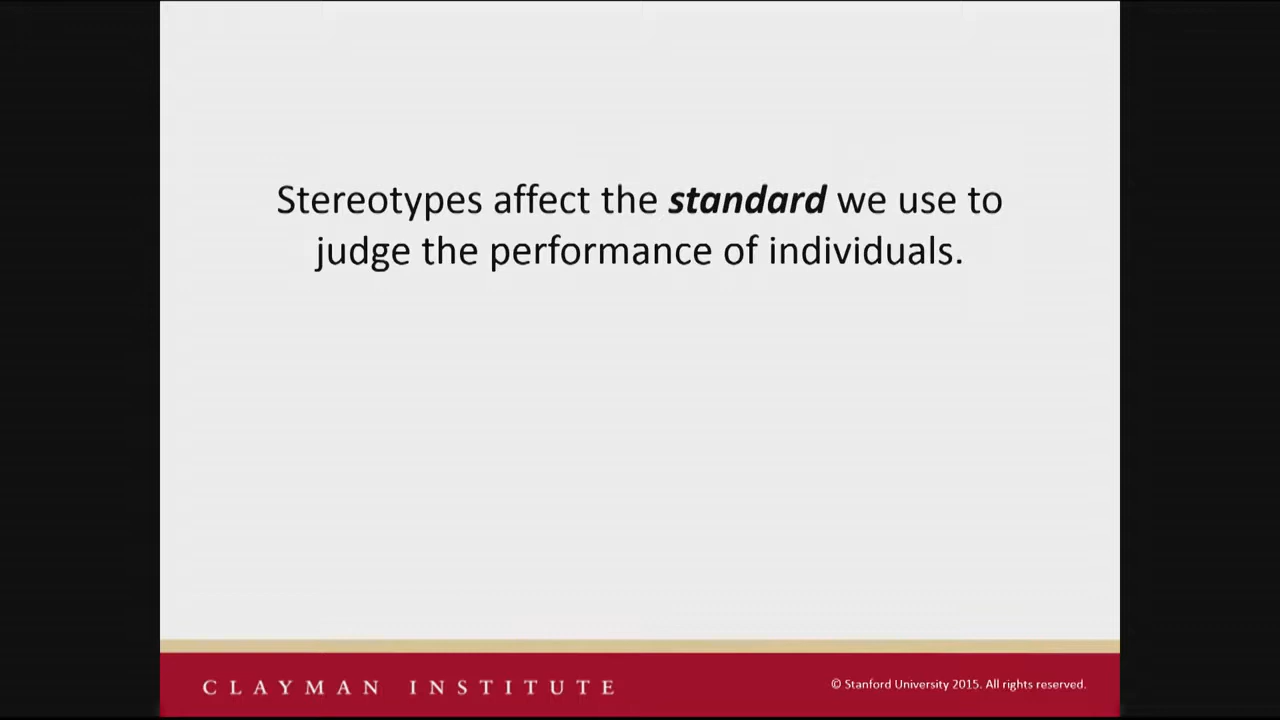 Stereotypes affect the standard we use to
judge the performance of individuals.
CLAYMAN INSTITUTE
© Stanford University 2015. All rights reserved.